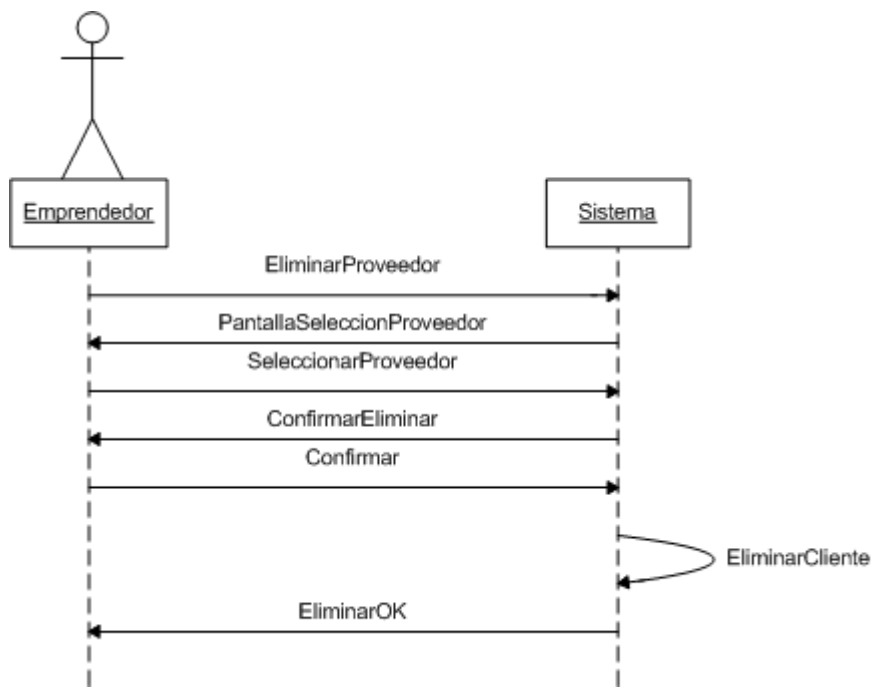 Emprendedor
Sistema
EliminarProveedor
PantallaSeleccionProveedor
SeleccionarProveedor
ConfirmarEliminar
Confirmar
EliminarCliente
EliminarOK